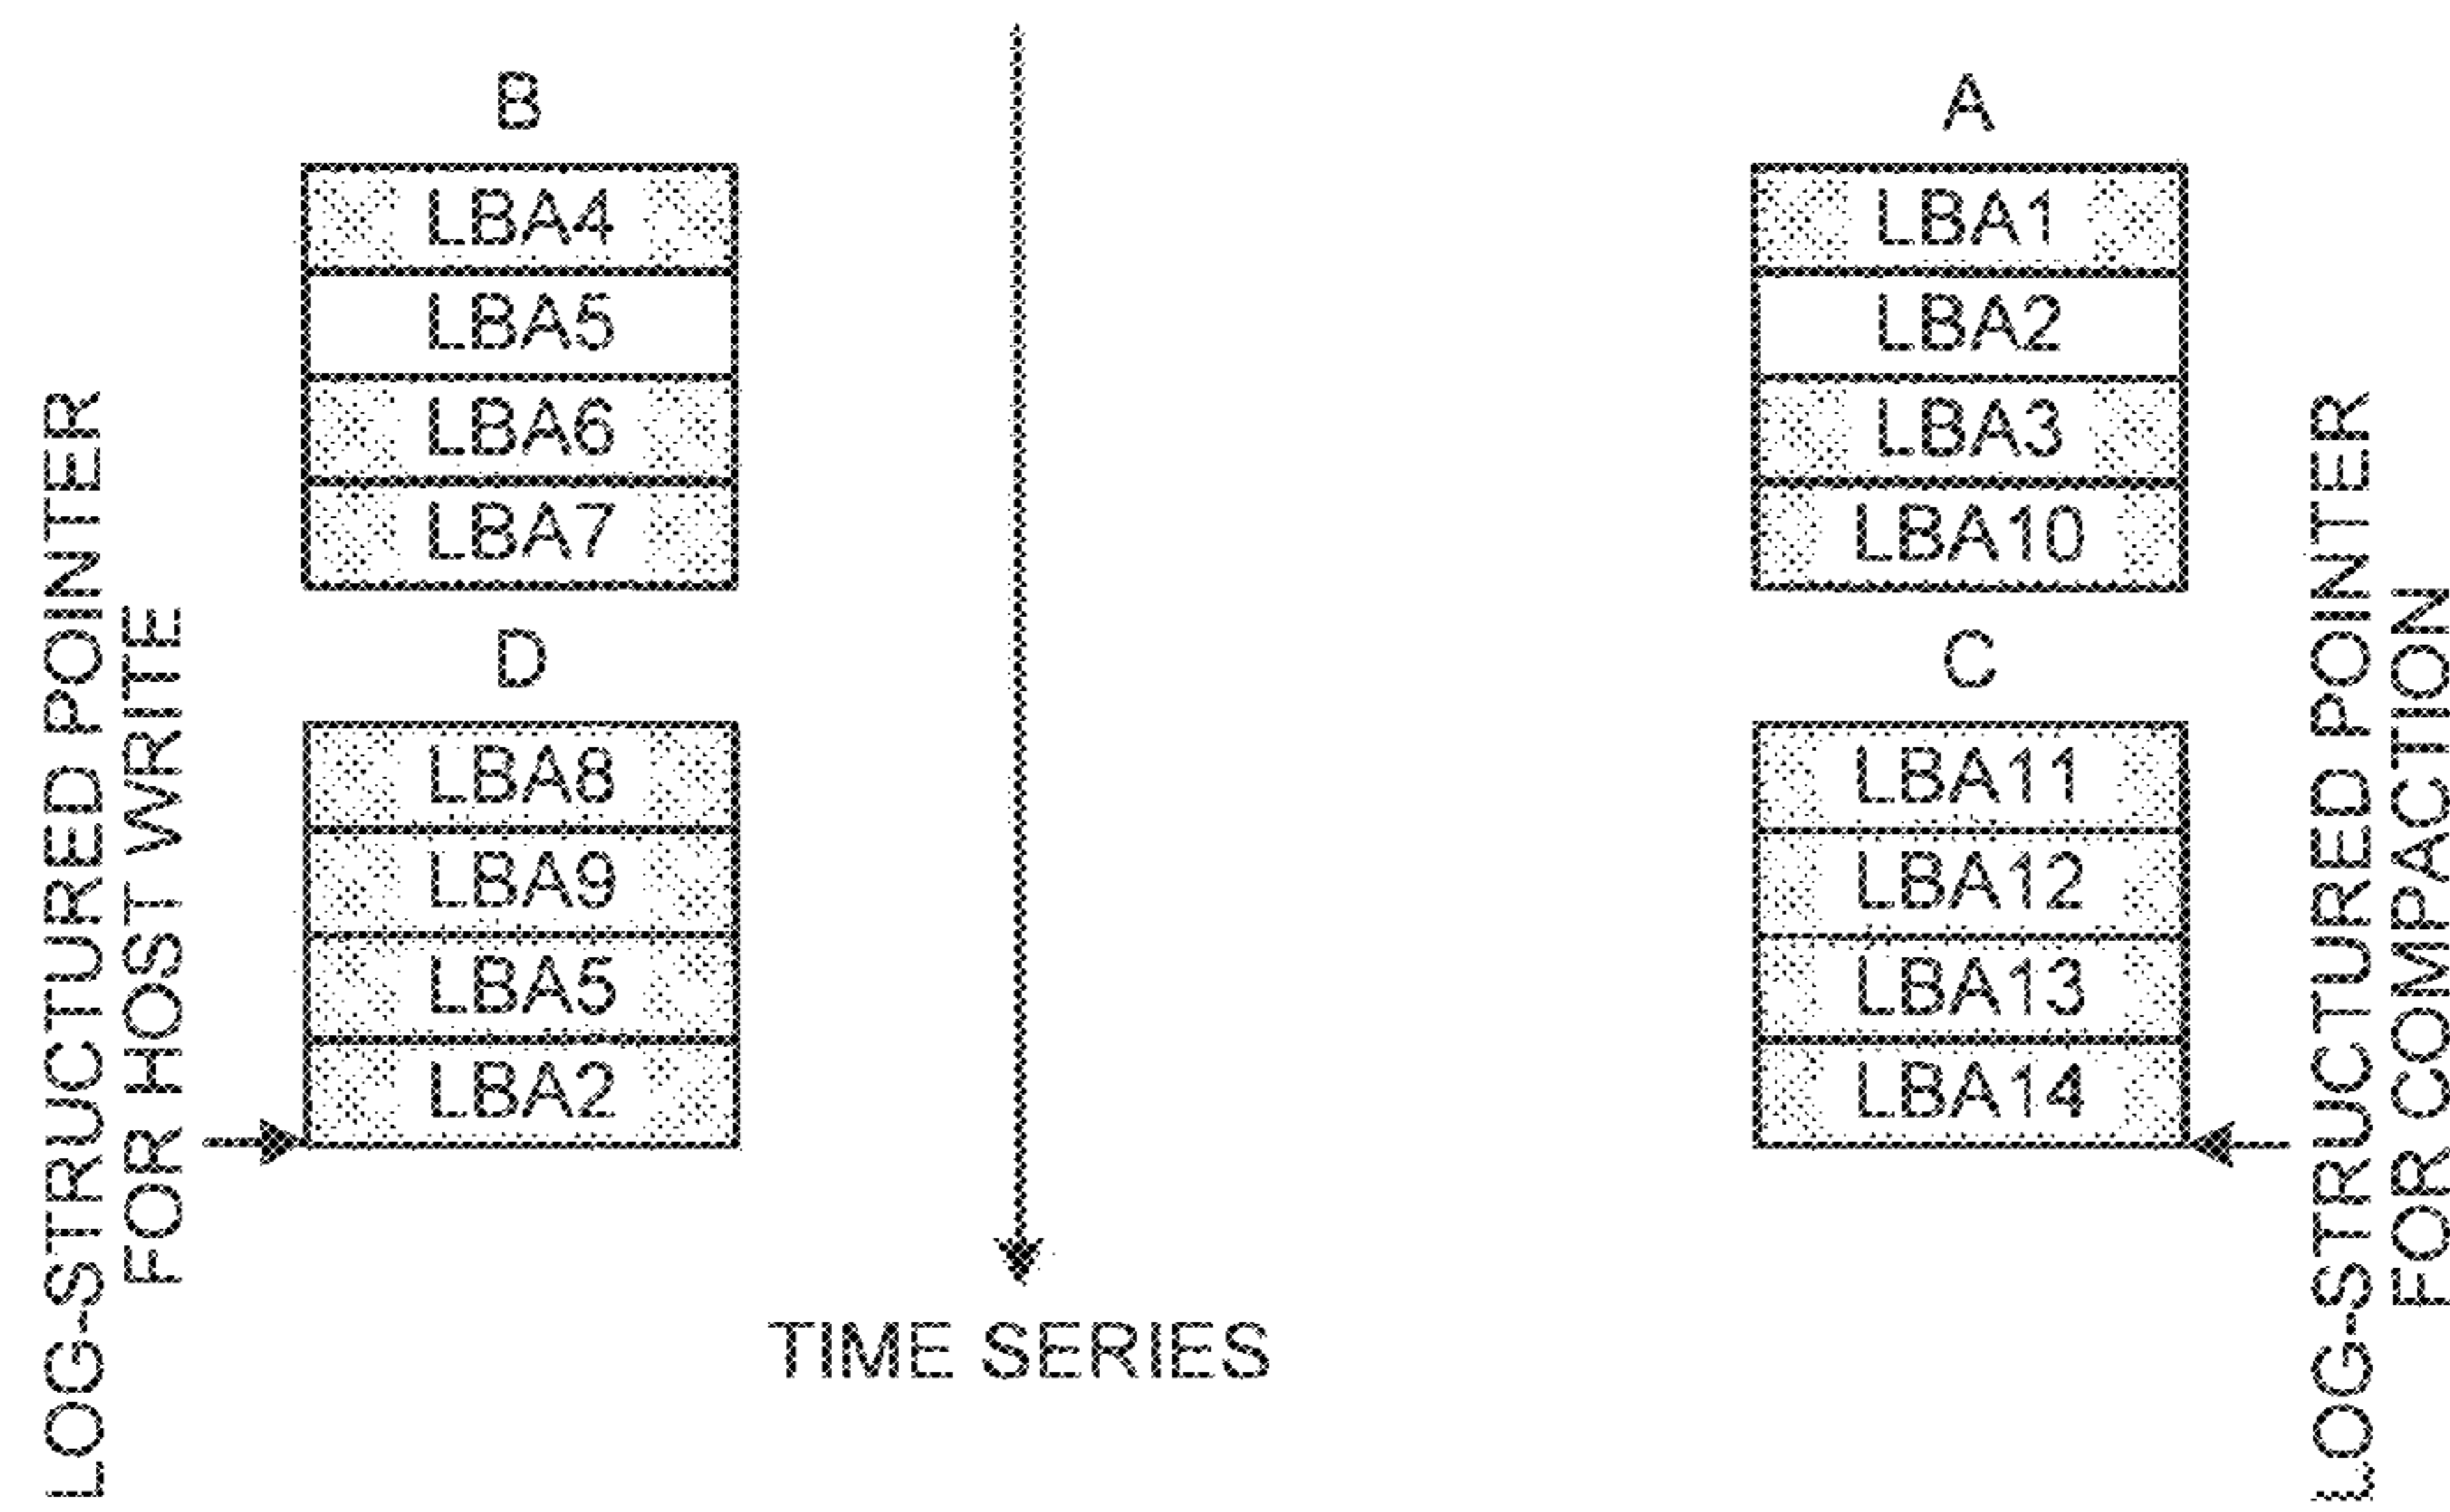 LOG-STRUCTURED POINTER
FOR HOST WRITE
B
LBA4
LBA5
LBA6
LBA7
D
LBA8
LBA9
LBA5
LBA2
TIME SERIES
A
LBA1
LBA2
LBA3
LBA10
C
LBA11
LBA12
LBA13
LBA14
LOG-STRUCTURED POINTER
FOR COMPACTION